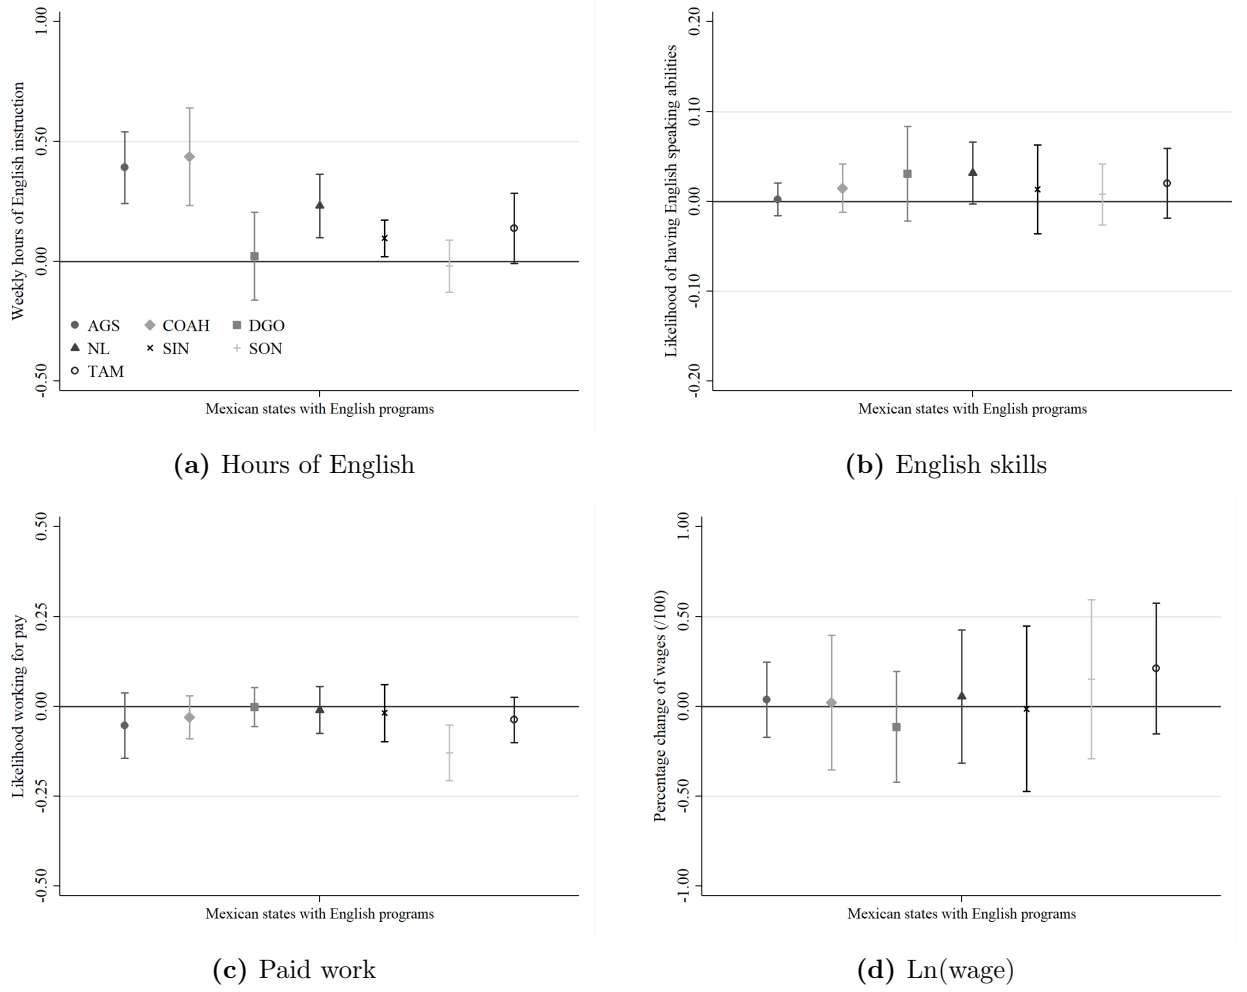 Weekly hours of English instruction
1.00
0.50
0.00
-0.50
AGS COAH DGO
NL SIN SON
TAM
Mexican states with English programs
(a) Hours of English
Likelihood of having English speaking abilities
0.20
0.10
0.00
-0.10
-0.20
Mexican states with English programs
(b) English skills
Likelihood working for pay
0.50
0.25
0.00
-0.25
-0.50
Mexican states with English programs
(c) Paid work
Percentage change of wages (/100)
1.00
0.50
0.00
-0.50
-1.00
Mexican states with English programs
(d) Ln(wage)